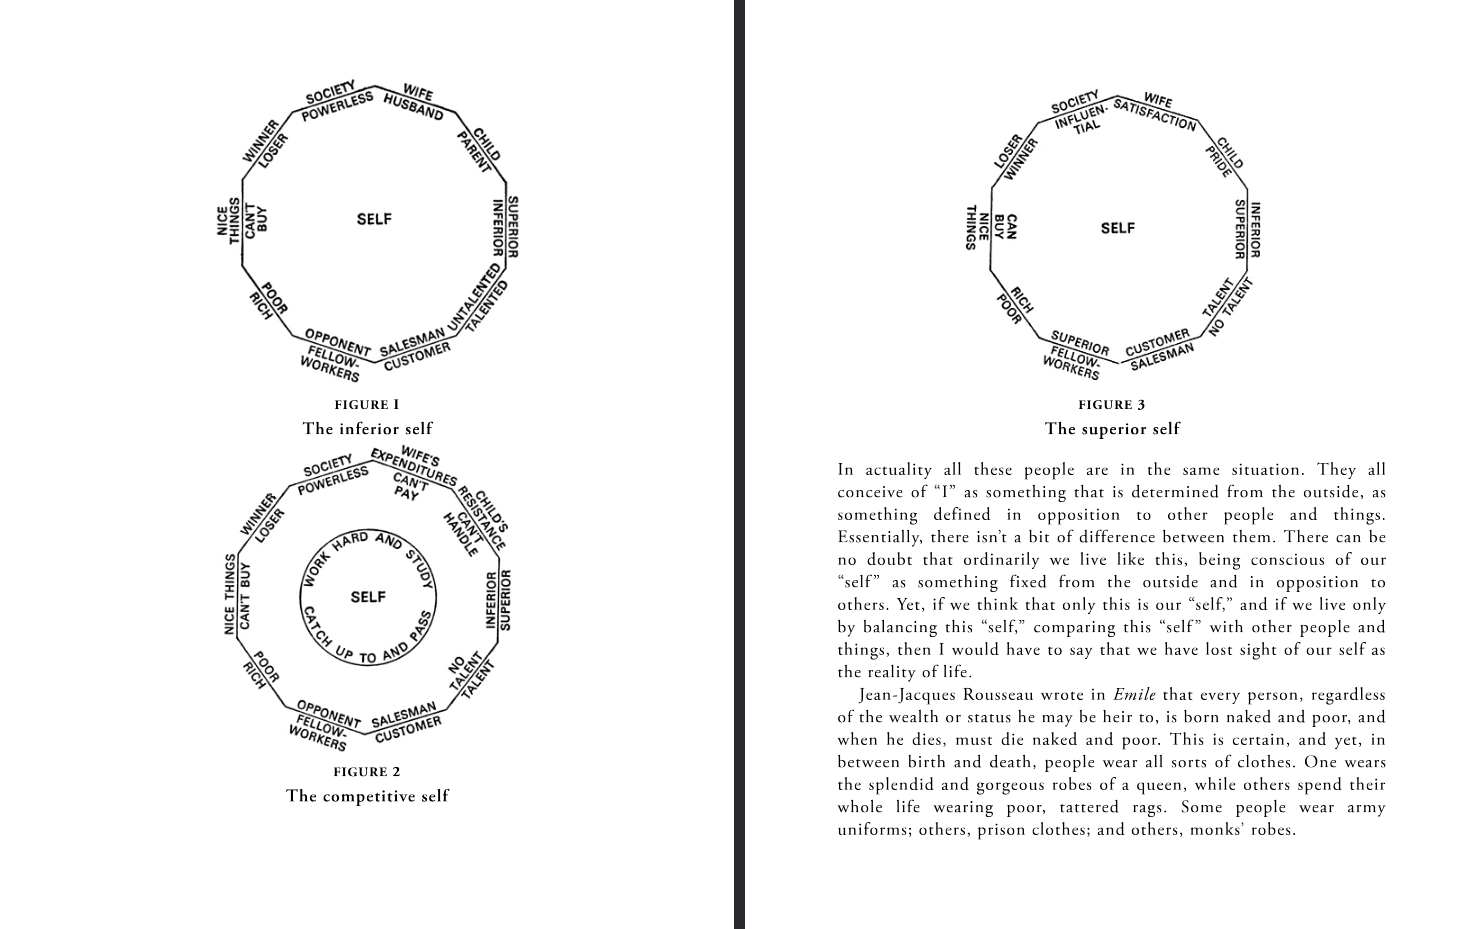 SOCIETY
POWERLESS
WIFE
HUSBAND
CHILD
PARENT
SUPERIOR
INFERIOR
UNTALENTED
TALENTED
SALESMAN
CUSTOMER
OPPONENT
FELLOW-
WORKERS
POOR
RICH
NICE
THINGS
CAN'T
BUY
WINNER
LOSER
SELF
FIGURE 1
The inferior self
SOCIETY
POWERLESS
WIFE'S
EXPENDITURES
CAN'T
PAY
CHILD'S
RESISTANCE
CAN'T
HANDLE
INFERIOR
SUPERIOR
NO
TALENT
TALENT
SALESMAN
CUSTOMER
OPPONENT
FELLOW-
WORKERS
POOR
RICH
NICE THINGS
CAN'T BUY
WINNER
LOSER
WORK HARD AND STUDY
SELF
CATCH UP TO AND PASS
FIGURE 2
The competitive self
SOCIETY
INFLUEN-
TIAL
WIFE
SATISFACTION
CHILD
PRIDE
INFERIOR
SUPERIOR
TALENT
NO TALENT
CUSTOMER
SALESMAN
SUPERIOR
FELLOW-
WORKERS
RICH
POOR
CAN
BUY
NICE
THINGS
LOSER
WINNER
SELF
FIGURE 3
The superior self
In actuality all these people are in the same situation. They all
conceive of “I” as something that is determined from the outside, as
something defined in opposition to other people and things.
Essentially, there isn’t a bit of difference between them. There can be
no doubt that ordinarily we live like this, being conscious of our
“self” as something fixed from the outside and in opposition to
others. Yet, if we think that only this is our “self,” and if we live only
by balancing this “self,” comparing this “self” with other people and
things, then I would have to say that we have lost sight of our self as
the reality of life.
Jean-Jacques Rousseau wrote in Emile that every person, regardless
of the wealth or status he may be heir to, is born naked and poor, and
when he dies, must die naked and poor. This is certain, and yet, in
between birth and death, people wear all sorts of clothes. One wears
the splendid and gorgeous robes of a queen, while others spend their
whole life wearing poor, tattered rags. Some people wear army
uniforms; others, prison clothes; and others, monks’ robes.